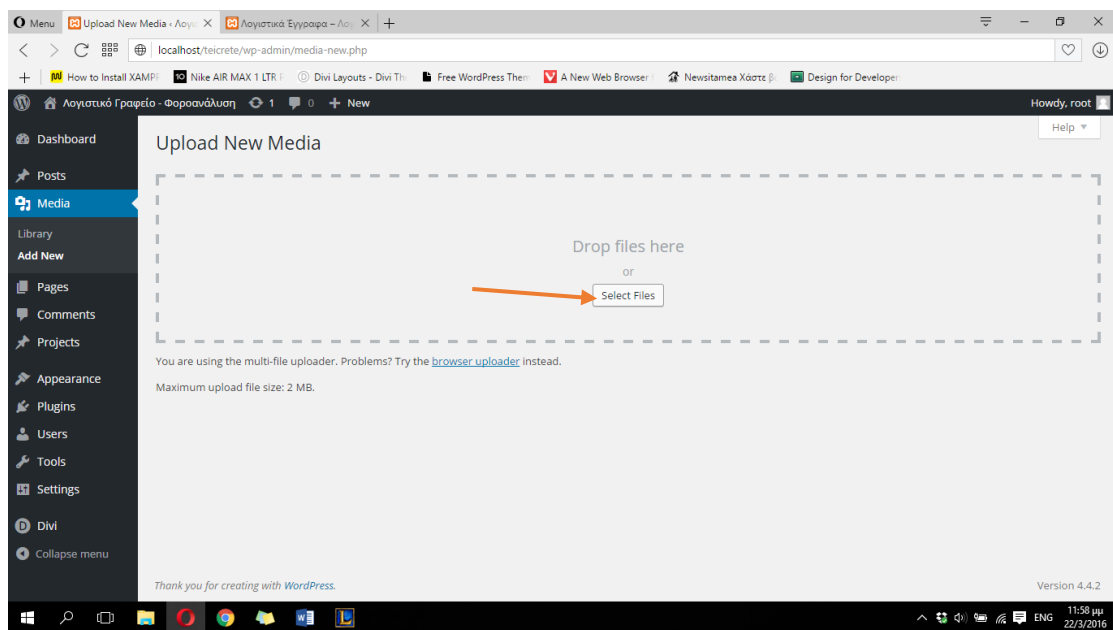 Menu
Upload New Media ‹ Λογισ
Λογιστικά Έγγραφα – Λογ
localhost/teicrete/wp-admin/media-new.php
How to Install XAMPP
Nike AIR MAX 1 LTR
Divi Layouts - Divi Th
Free WordPress Them
A New Web Browser
Newsitamea Χάστε β
Design for Developer
Λογιστικό Γραφείο - Φοροανάλυση
1
0
New
Howdy, root
Help
Dashboard
Posts
Media
Library
Add New
Pages
Comments
Projects
Appearance
Plugins
Users
Tools
Settings
Divi
Collapse menu
Upload New Media
Drop files here
or
Select Files
You are using the multi-file uploader. Problems? Try the browser uploader instead.
Maximum upload file size: 2 MB.
Thank you for creating with WordPress.
Version 4.4.2
ENG
11:58 μμ
22/3/2016